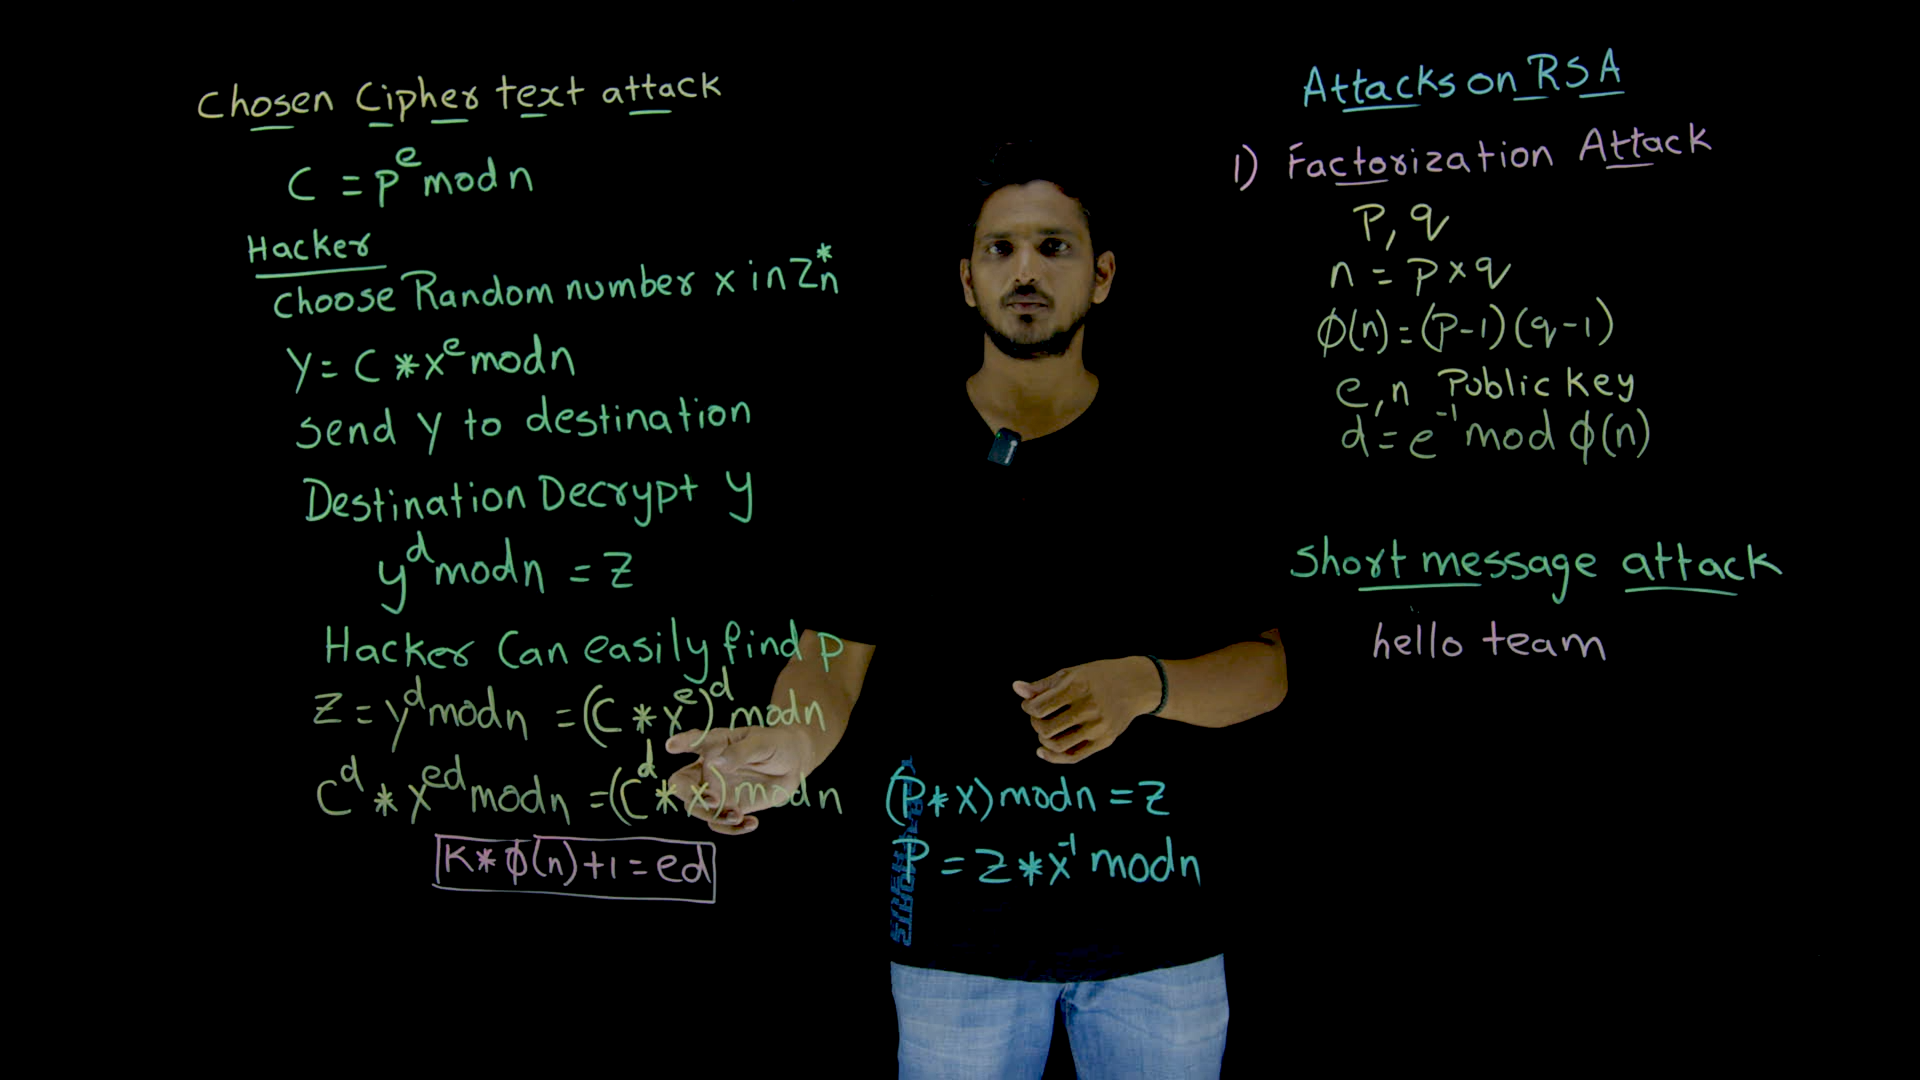 Chosen Cipher text attack
C = p^e mod n
Hacker
Choose Random number x in Zn*
Y = C * x^e mod n
Send Y to destination
Destination Decrypt y
y^d mod n = Z
Hacker Can easily find p
Z = y^d mod n = (C * x^e)^d mod n
C^d * x^ed mod n = (C^d * x) mod n
K * ϕ(n) + 1 = ed
(P * x) mod n = Z
P = Z * x^-1 mod n
Attacks on RSA
1) Factorization Attack
P, q
n = p × q
ϕ(n) = (P-1) (q-1)
e, n Public key
d = e^-1 mod ϕ(n)
Short message attack
hello team